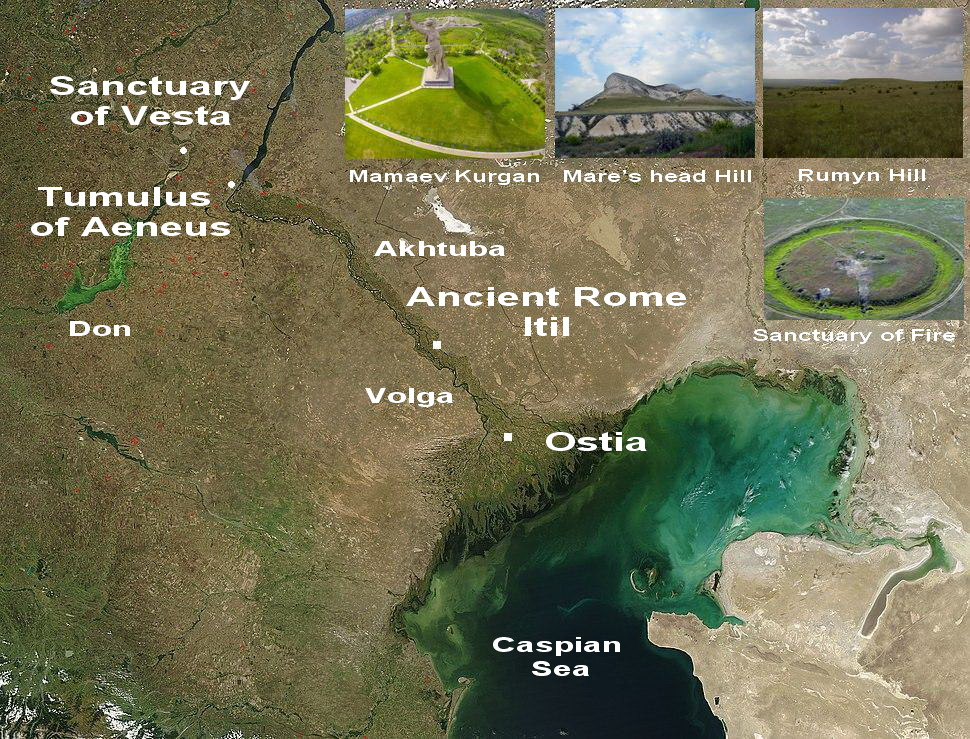 Sanctuary
of Vesta
Mamaev Kurgan
Mare's head Hill
Rumyn Hill
Tumulus
of Aeneus
Akhtuba
Ancient Rome
Itil
Don
Sanctuary of Fire
Volga
Ostia
Caspian
Sea